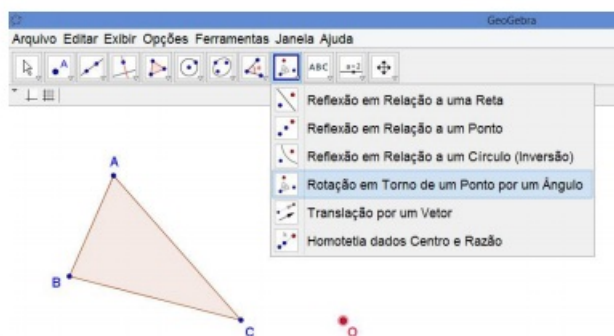 GeoGebra
Arquivo Editar Exibir Opções Ferramentas Janela Ajuda
A
ABC
a=2
Reflexão em Relação a uma Reta
Reflexão em Relação a um Ponto
Reflexão em Relação a um Círculo (Inversão)
Rotação em Torno de um Ponto por um Ângulo
Translação por um Vetor
Homotetia dados Centro e Razão
A
B
C
O